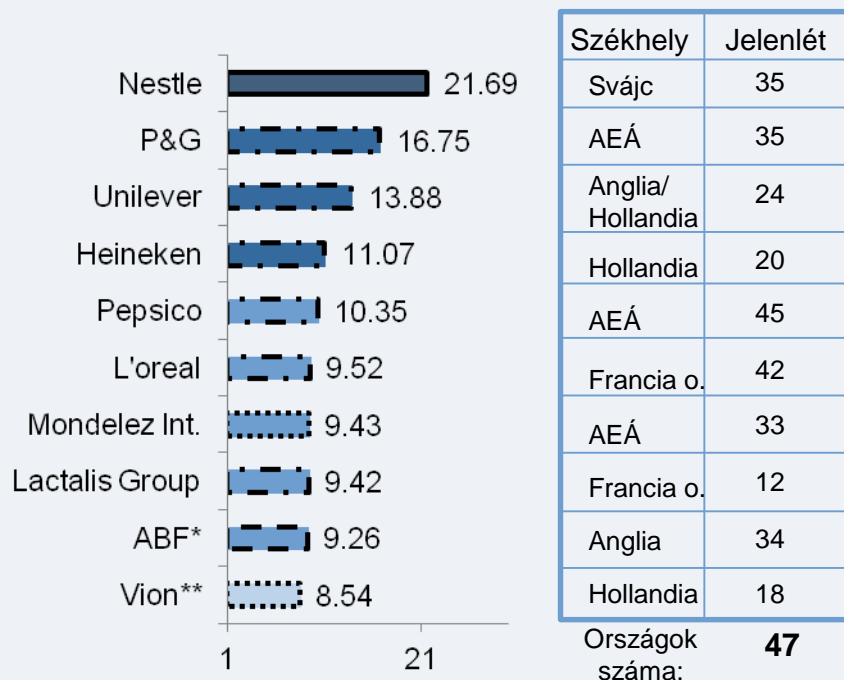 Székhely Jelenlét
Nestle 21.69 Svájc 35
P&G 16.75 AEÁ 35
Unilever 13.88 Anglia/
Hollandia 24
Heineken 11.07 Hollandia 20
Pepsico 10.35 AEÁ 45
L'oreal 9.52 Francia o. 42
Mondelez Int. 9.43 AEÁ 33
Lactalis Group 9.42 Francia o. 12
ABF* 9.26 Anglia 34
Vion** 8.54 Hollandia 18
1 21
Országok
száma: 47